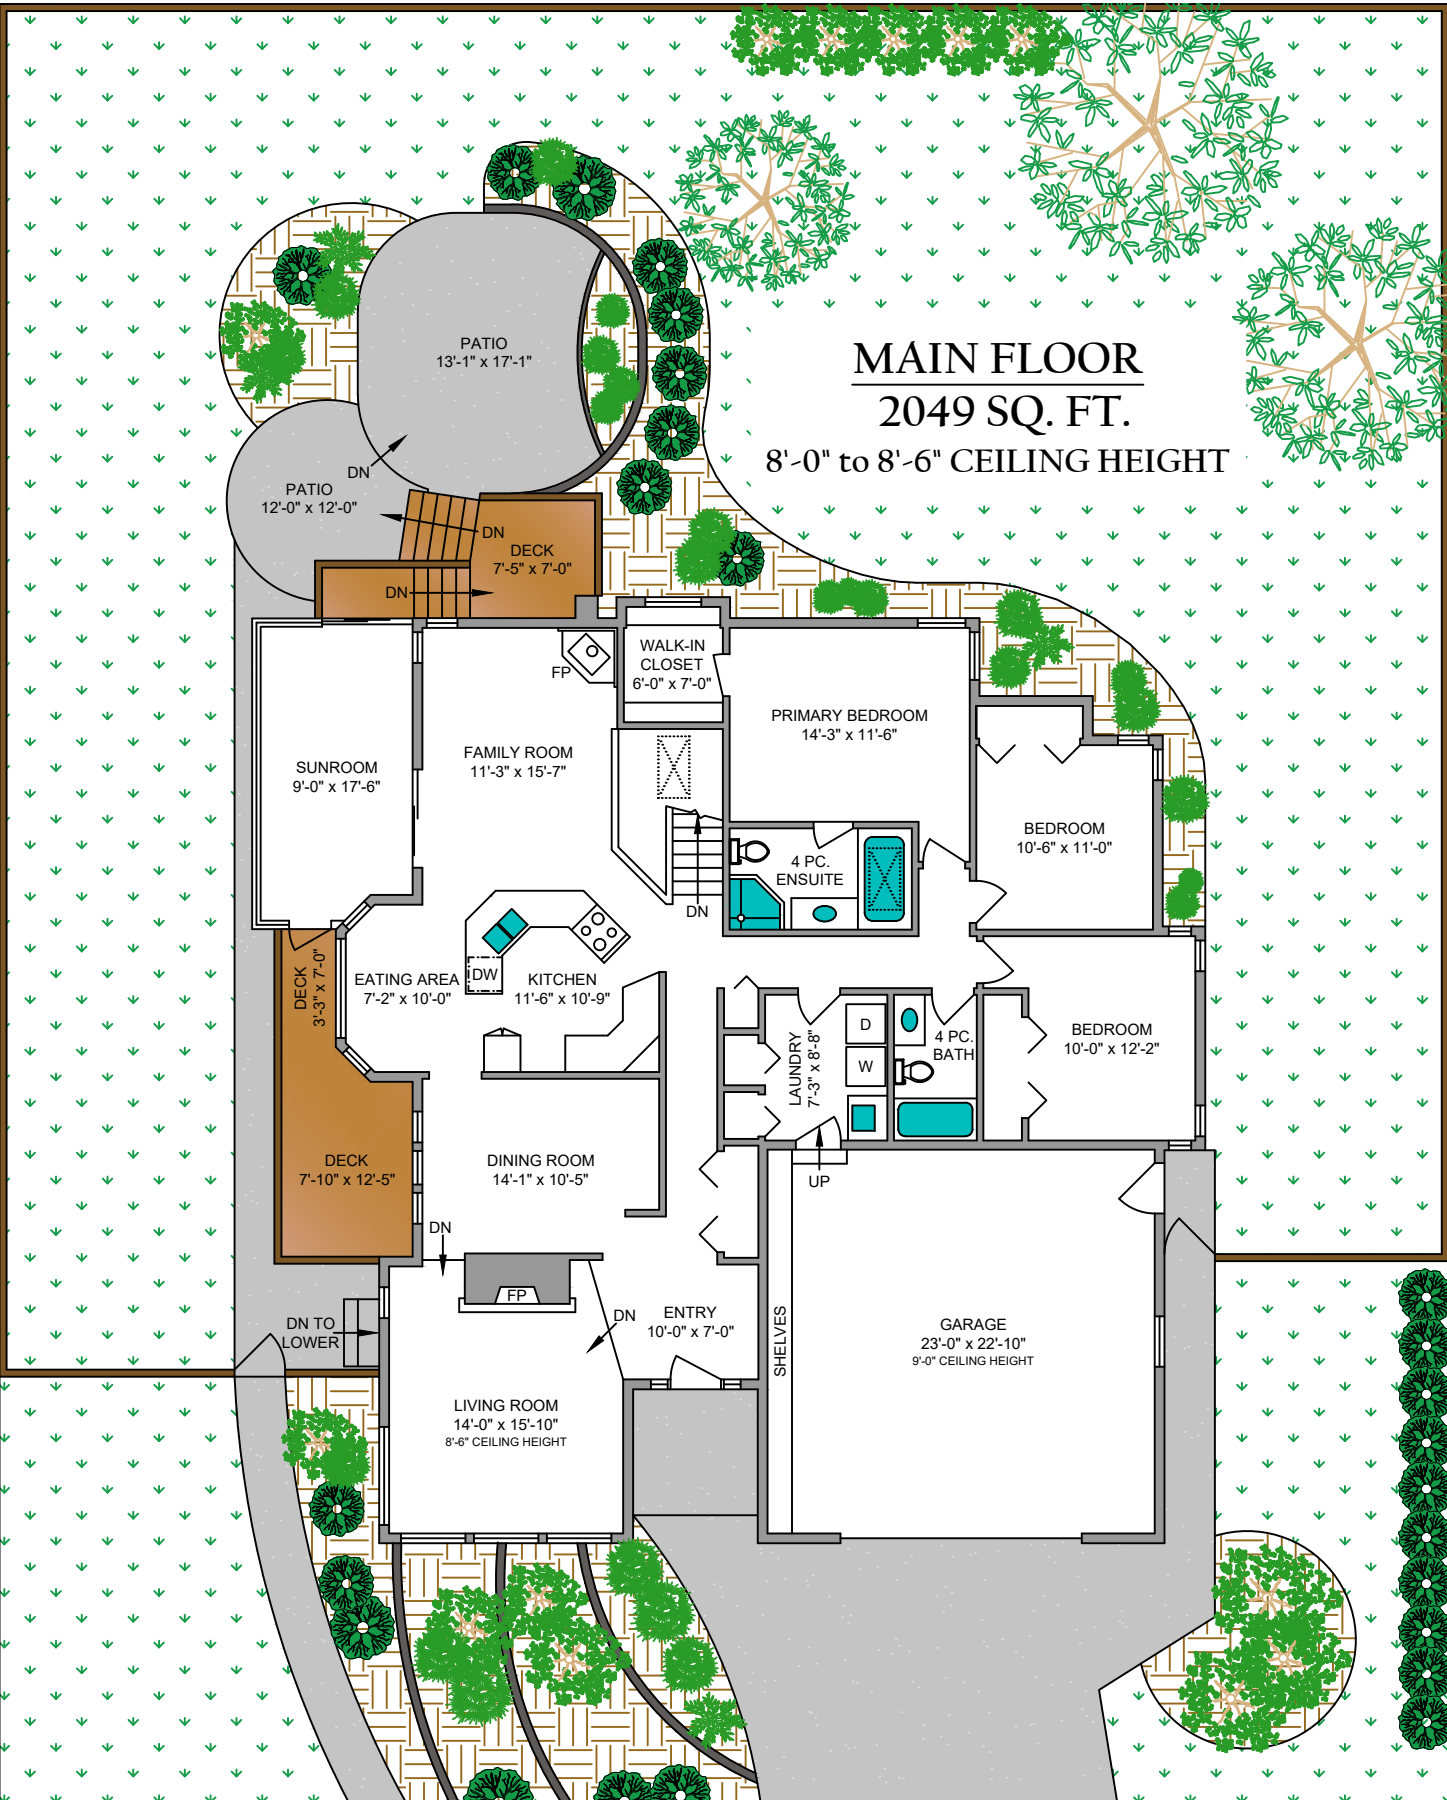 MAIN FLOOR
2049 SQ. FT.
8'-0" to 8'-6" CEILING HEIGHT
PATIO
13'-1" x 17'-1"
DN
PATIO
12'-0" x 12'-0"
DN
DECK
7'-5" x 7'-0"
DN
WALK-IN
CLOSET
6'-0" x 7'-0"
FP
PRIMARY BEDROOM
14'-3" x 11'-6"
FAMILY ROOM
11'-3" x 15'-7"
SUNROOM
9'-0" x 17'-6"
BEDROOM
10'-6" x 11'-0"
4 PC.
ENSUITE
DN
DECK
3'-3" x 7'-0"
EATING AREA
7'-2" x 10'-0"
DW
KITCHEN
11'-6" x 10'-9"
LAUNDRY
7'-3" x 8'-8"
D
W
4 PC.
BATH
BEDROOM
10'-0" x 12'-2"
DECK
7'-10" x 12'-5"
DINING ROOM
14'-1" x 10'-5"
UP
DN
FP
DN
ENTRY
10'-0" x 7'-0"
DN TO
LOWER
SHELVES
GARAGE
23'-0" x 22'-10"
9'-0" CEILING HEIGHT
LIVING ROOM
14'-0" x 15'-10"
8'-6" CEILING HEIGHT